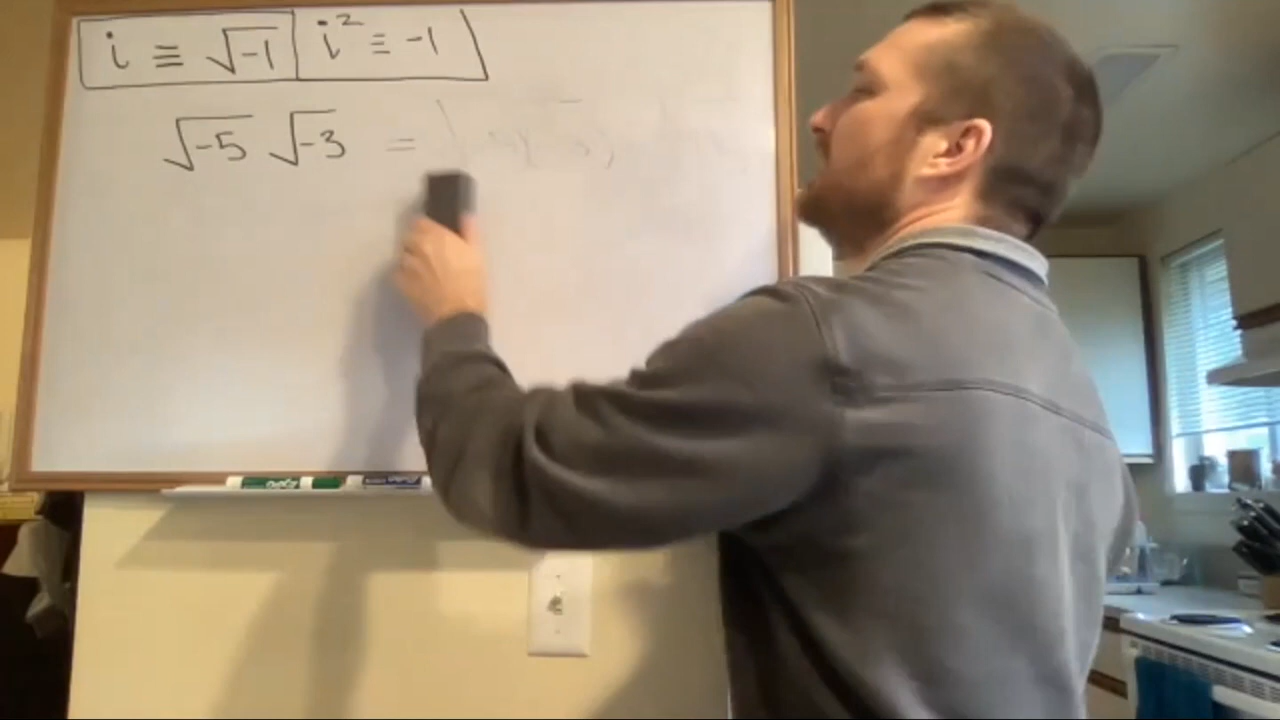 i ≡ √-1 i² ≡ -1
√-5 √-3 =